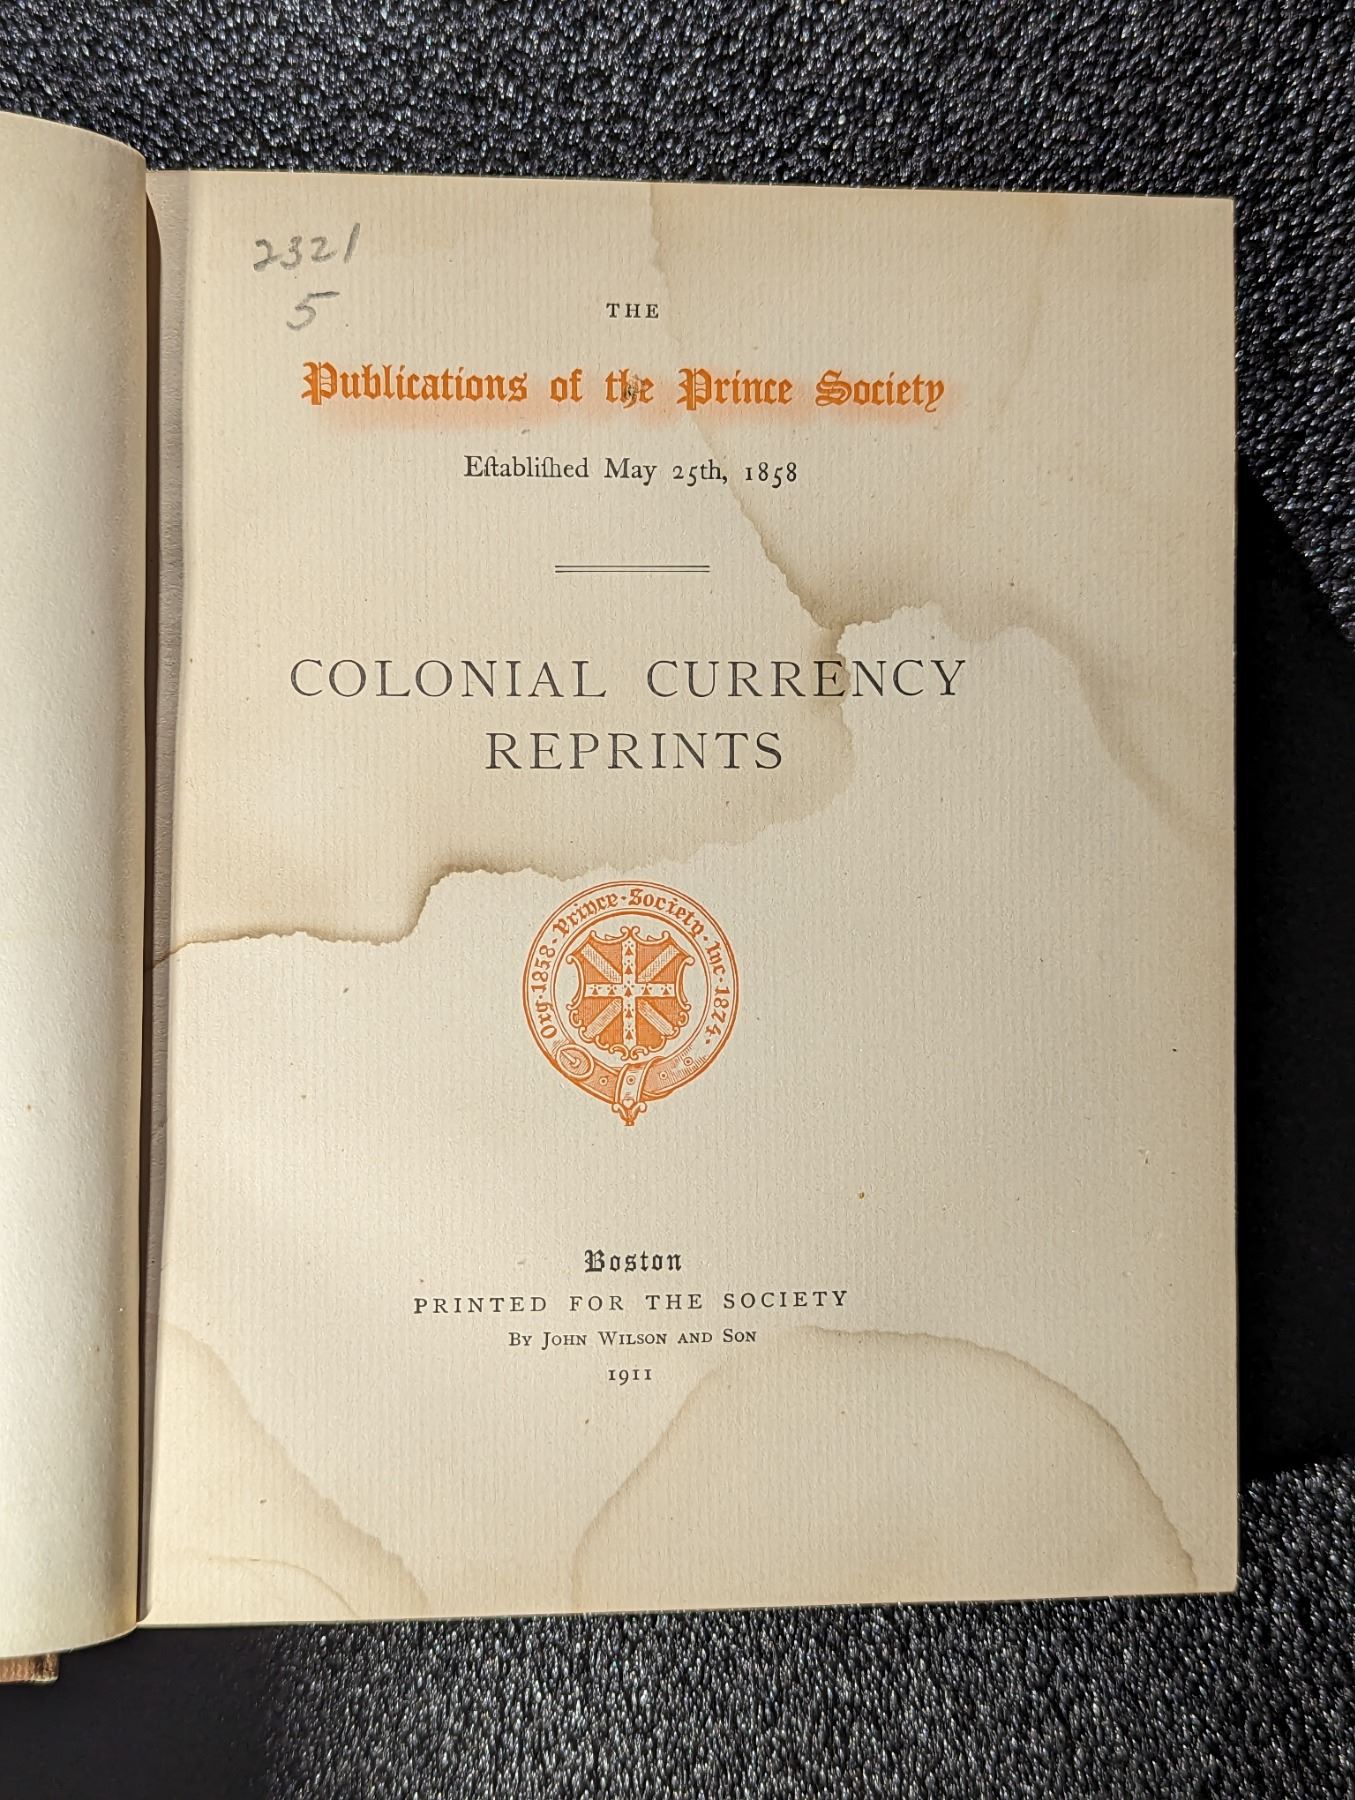 2321
5
THE
Publications of the Prince Society
Eſtabliſhed May 25th, 1858
COLONIAL CURRENCY
REPRINTS
Org·1858·Prince·Society·Inc·1874·
Boston
PRINTED FOR THE SOCIETY
BY JOHN WILSON AND SON
1911